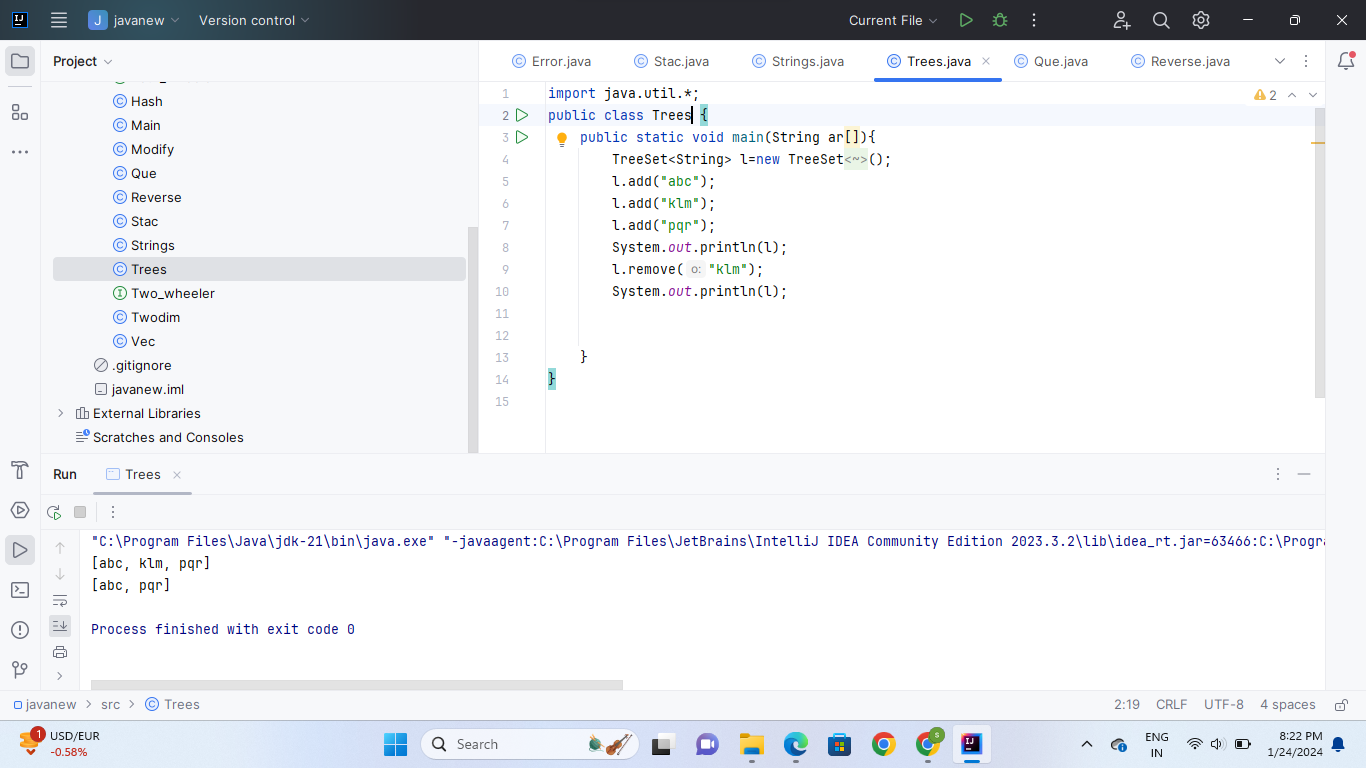 J javanew Version control Current File
Project
Error.java Stac.java Strings.java Trees.java Que.java Reverse.java
Hash
Main
Modify
Que
Reverse
Stac
Strings
Trees
Two_wheeler
Twodim
Vec
.gitignore
javanew.iml
External Libraries
Scratches and Consoles
2
1 import java.util.*;
2 public class Trees {
3 public static void main(String ar[]){
4 TreeSet<String> l=new TreeSet<~>();
5 l.add("abc");
6 l.add("klm");
7 l.add("pqr");
8 System.out.println(l);
9 l.remove( o: "klm");
10 System.out.println(l);
11
12
13 }
14 }
15
Run Trees
"C:\Program Files\Java\jdk-21\bin\java.exe" "-javaagent:C:\Program Files\JetBrains\IntelliJ IDEA Community Edition 2023.3.2\lib\idea_rt.jar=63466:C:\Progra
[abc, klm, pqr]
[abc, pqr]
Process finished with exit code 0
javanew > src > Trees 2:19 CRLF UTF-8 4 spaces
1 USD/EUR
-0.58%
Search
S
ENG
IN
8:22 PM
1/24/2024